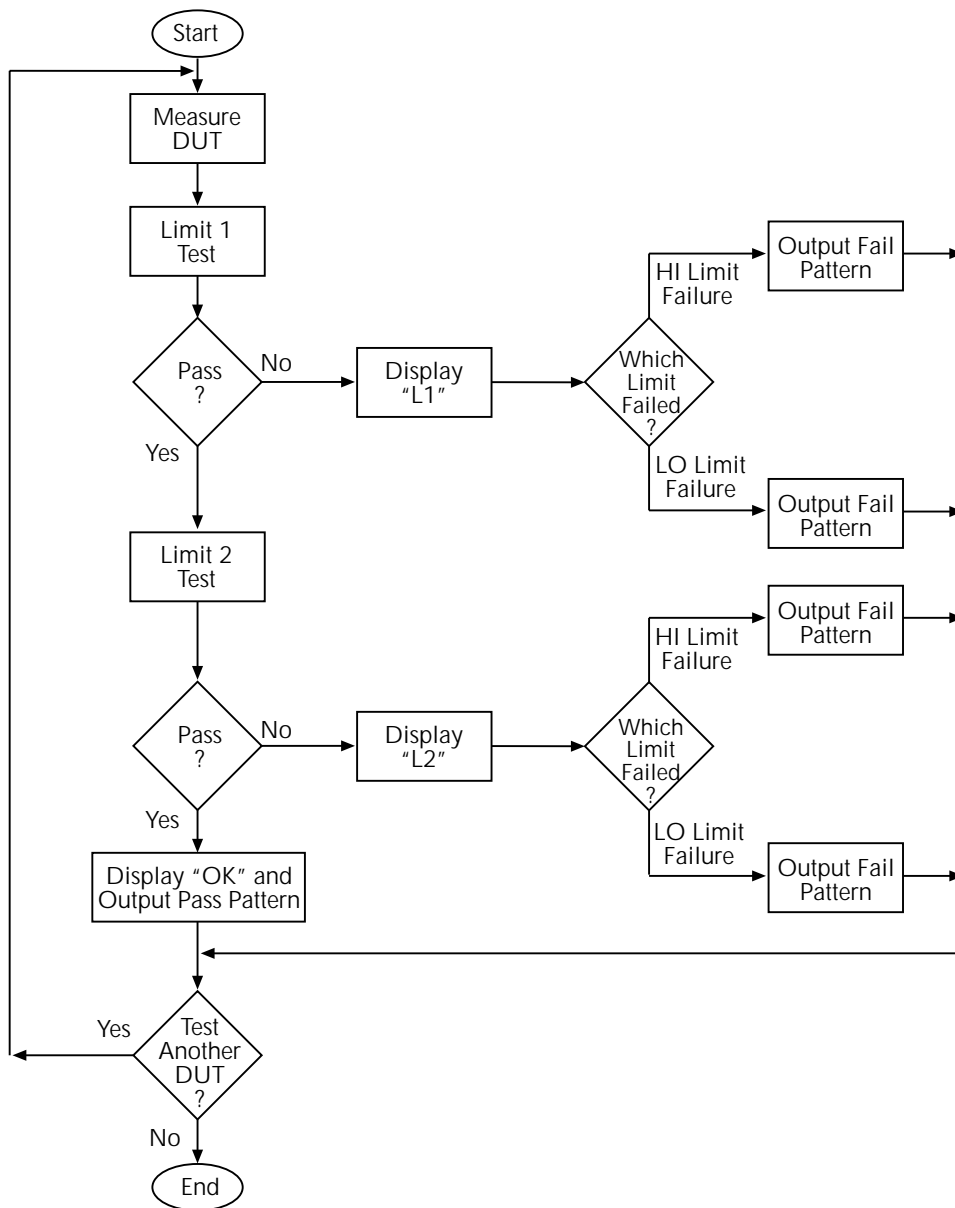 Start
Measure
DUT
Limit 1
Test
Pass
?
No
Yes
Display
“L1”
Which
Limit
Failed
?
HI Limit
Failure
Output Fail
Pattern
LO Limit
Failure
Output Fail
Pattern
Limit 2
Test
Pass
?
No
Yes
Display
“L2”
Which
Limit
Failed
?
HI Limit
Failure
Output Fail
Pattern
LO Limit
Failure
Output Fail
Pattern
Display “OK” and
Output Pass Pattern
Test
Another
DUT
?
Yes
No
End